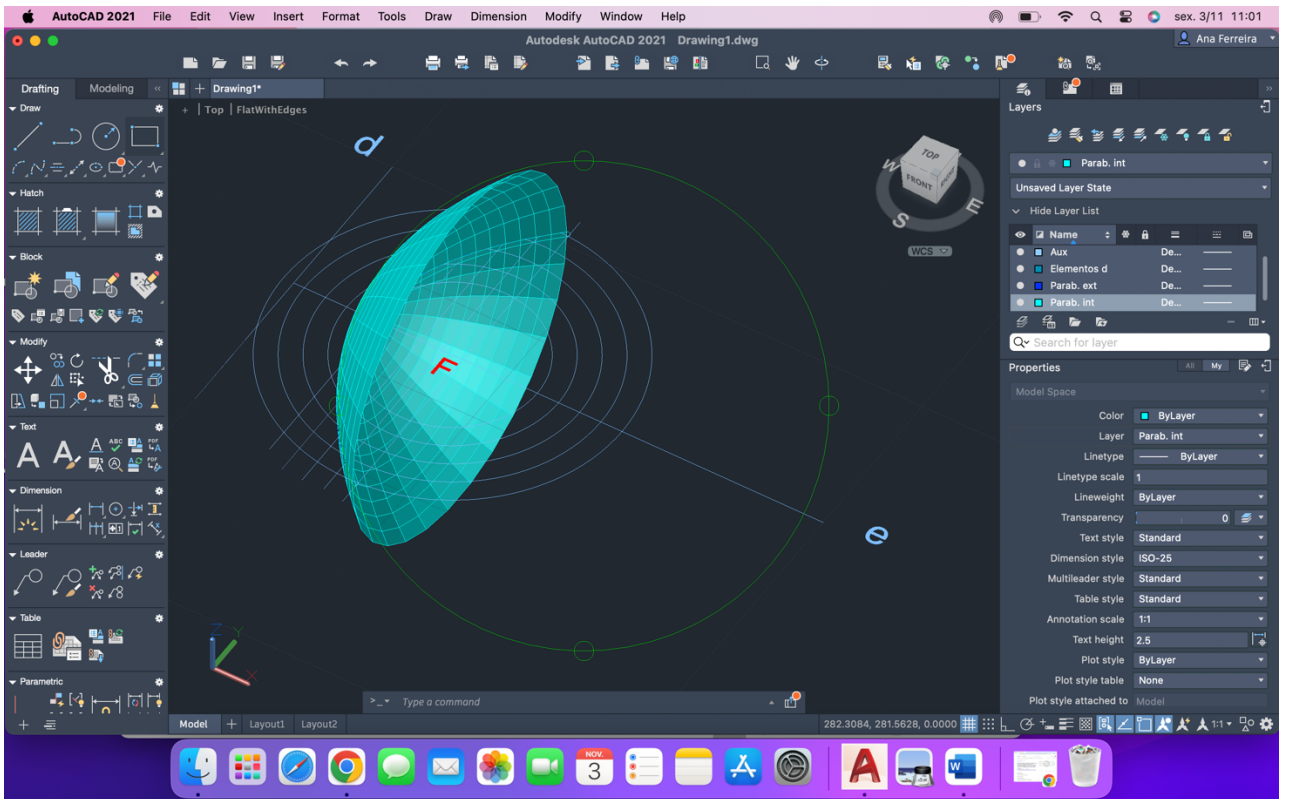 AutoCAD 2021 File Edit View Insert Format Tools Draw Dimension Modify Window Help sex. 3/11 11:01
Autodesk AutoCAD 2021 Drawing1.dwg Ana Ferreira
Drafting Modeling
Drawing1*
+ | Top | FlatWithEdges
Draw
Hatch
Block
Modify
Text
Dimension
Leader
Table
Parametric
d
F
e
TOP
FRONT
W
S
E
WCS
Z
Y
X
>_ Type a command
Model + Layout1 Layout2
282.3084, 281.5628, 0.0000
1:1
Layers
Parab. int
Unsaved Layer State
Hide Layer List
Name
Aux De...
Elementos d De...
Parab. ext De...
Parab. int De...
Search for layer
Properties All My
Model Space
Color ByLayer
Layer Parab. int
Linetype ByLayer
Linetype scale 1
Lineweight ByLayer
Transparency 0
Text style Standard
Dimension style ISO-25
Multileader style Standard
Table style Standard
Annotation scale 1:1
Text height 2.5
Plot style ByLayer
Plot style table None
Plot style attached to Model
NOV.
3